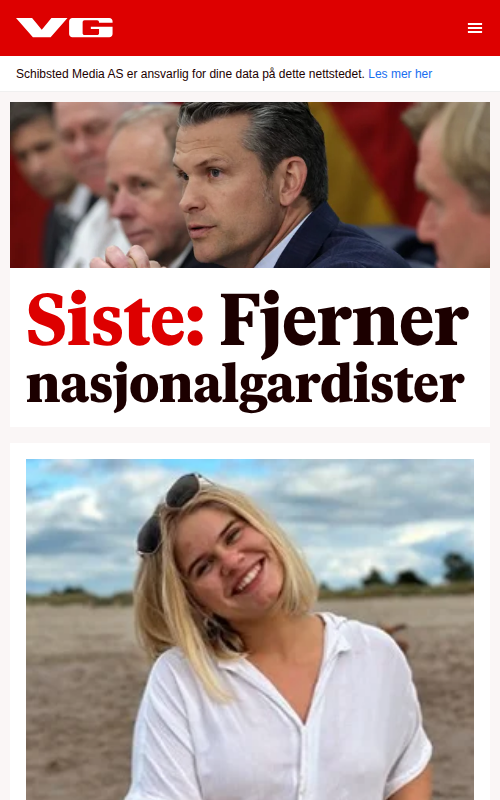 VG
Schibsted Media AS er ansvarlig for dine data på dette nettstedet. Les mer her
Siste: Fjerner
nasjonalgardister